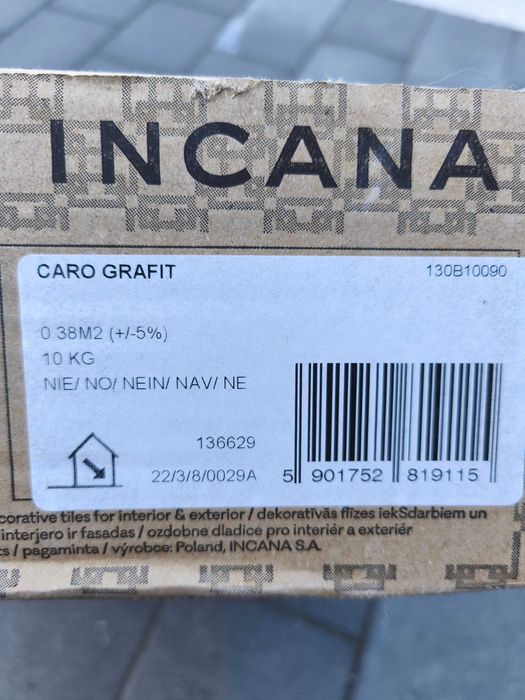 INCANA
CARO GRAFIT 130B10090
0.38M2 (+/-5%)
10 KG
NIE/ NO/ NEIN/ NAV/ NE
136629
22/3/8/0029A
5 901752 819115
corative tiles for interior & exterior / dekoratīvās flīzes iekšdarbiem un
interjero ir fasadas / ozdobne dladice pro interiér a exteriér
ts / pagaminta / výrobce: Poland, INCANA S.A.